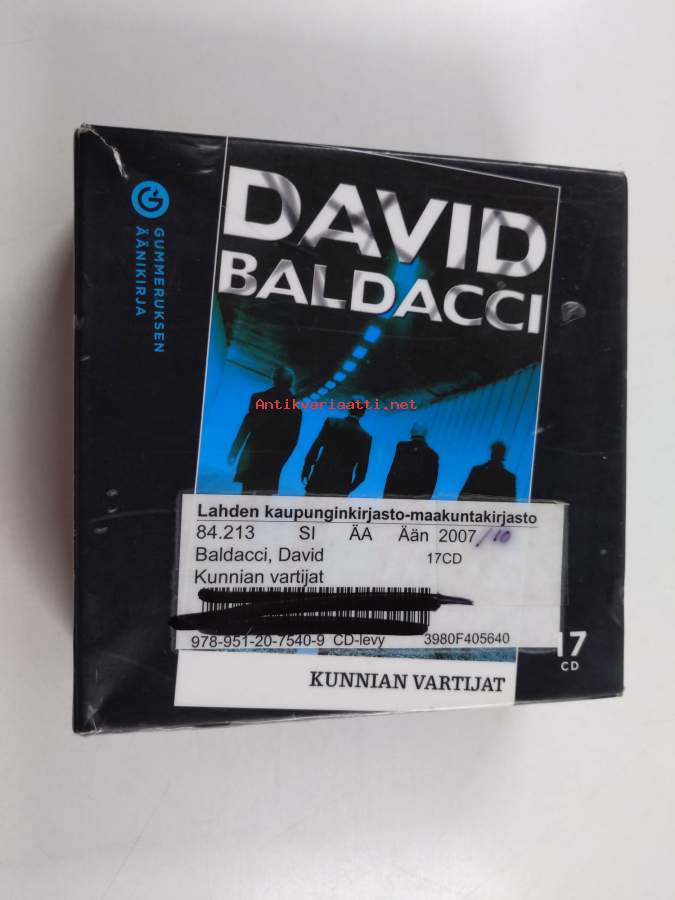 GUMMERUKSEN
ÄÄNIKIRJA
DAVID
BALDACCI
Antikvariaatti.net
Lahden kaupunginkirjasto-maakuntakirjasto
84.213 SI ÄA Ään 2007/10
Baldacci, David 17CD
Kunnian vartijat
978-951-20-7540-9 CD-levy 3980F405640
17
CD
KUNNIAN VARTIJAT